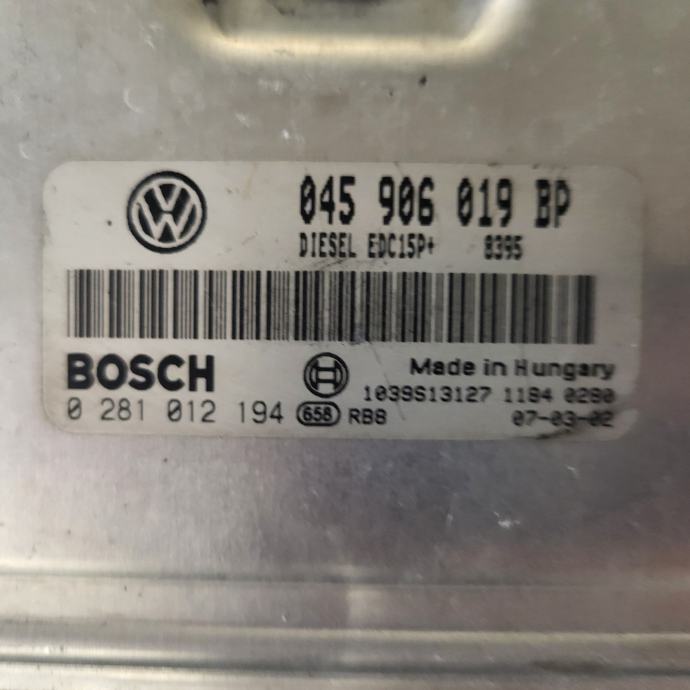 045 906 019 BP
DIESEL EDC15P+ 8395
BOSCH
Made in Hungary
1039S13127 1184 0280
0 281 012 194 658 RB8 07-03-02